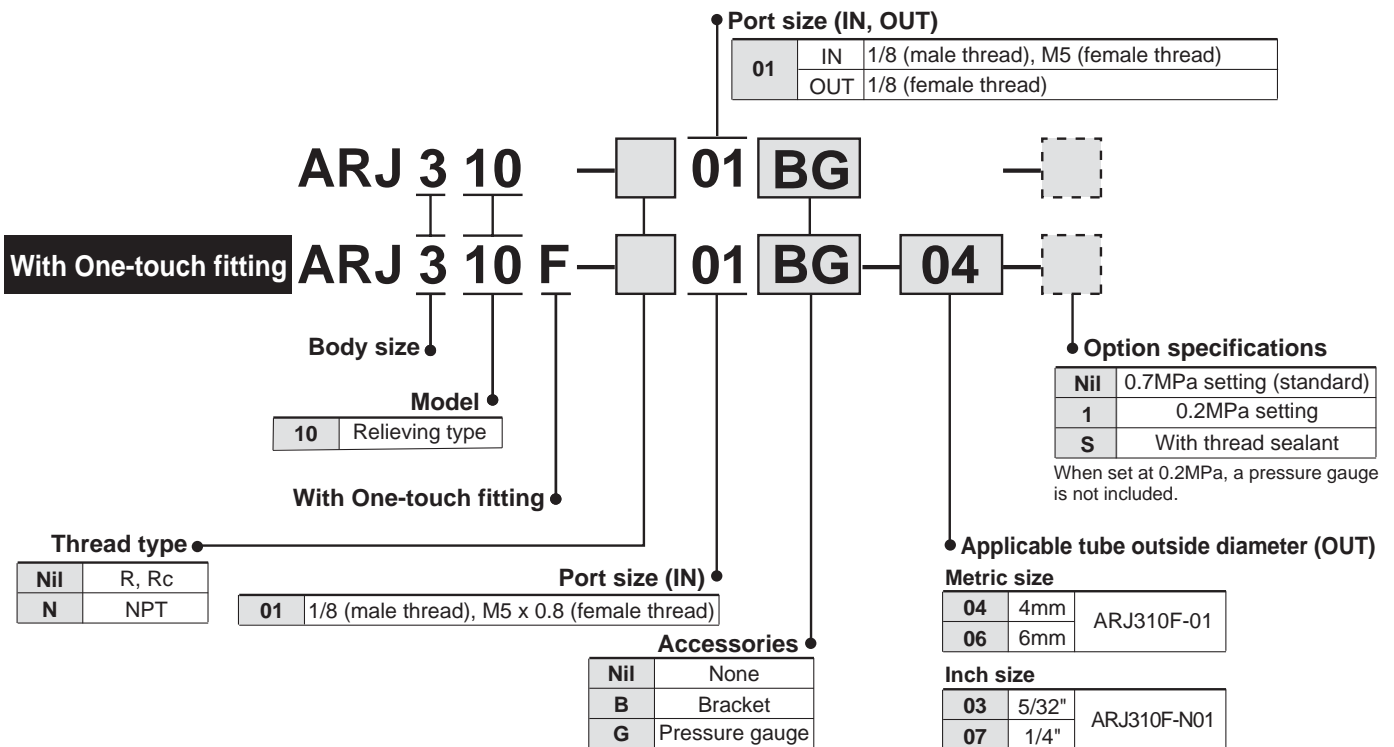 Port size (IN, OUT)
01 IN 1/8 (male thread), M5 (female thread)
OUT 1/8 (female thread)
ARJ 3 10 — 01 BG —
With One-touch fitting ARJ 3 10 F — 01 BG — 04 —
Body size
Model
10 Relieving type
With One-touch fitting
Option specifications
Nil 0.7MPa setting (standard)
1 0.2MPa setting
S With thread sealant
When set at 0.2MPa, a pressure gauge
is not included.
Thread type
Nil R, Rc
N NPT
Port size (IN)
01 1/8 (male thread), M5 x 0.8 (female thread)
Accessories
Nil None
B Bracket
G Pressure gauge
Applicable tube outside diameter (OUT)
Metric size
04 4mm ARJ310F-01
06 6mm
Inch size
03 5/32" ARJ310F-N01
07 1/4"